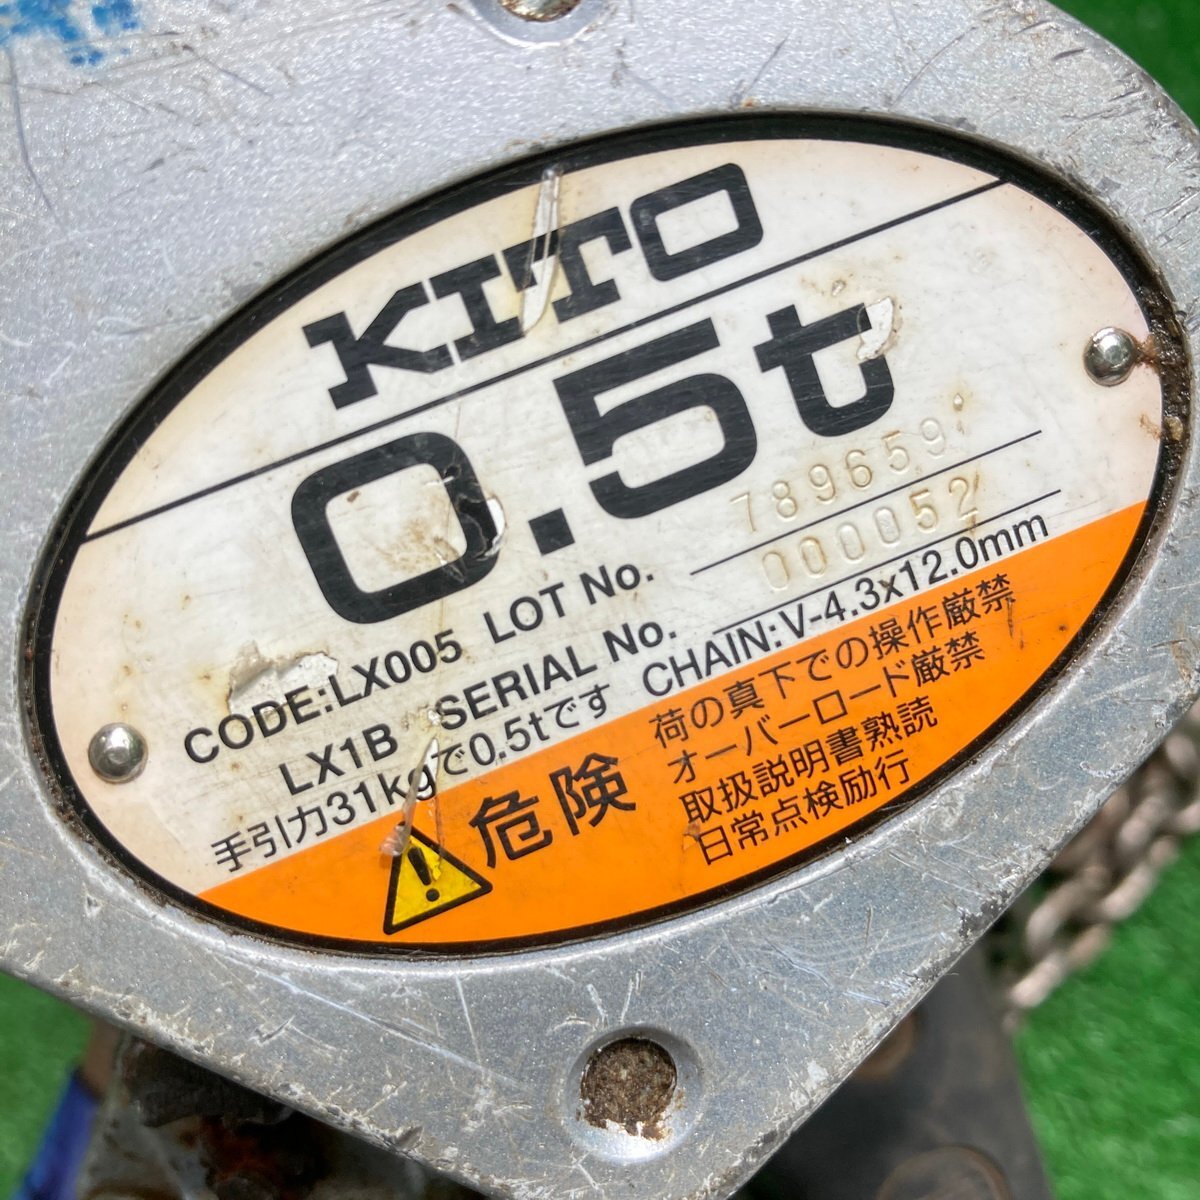 KITO
0.5t
CODE:LX005 LOT No. 789659
LX1B SERIAL No. 000052
手引力31kgで0.5tです CHAIN:V-4.3x12.0mm
危険
荷の真下での操作厳禁
オーバーロード厳禁
取扱説明書熟読
日常点検励行